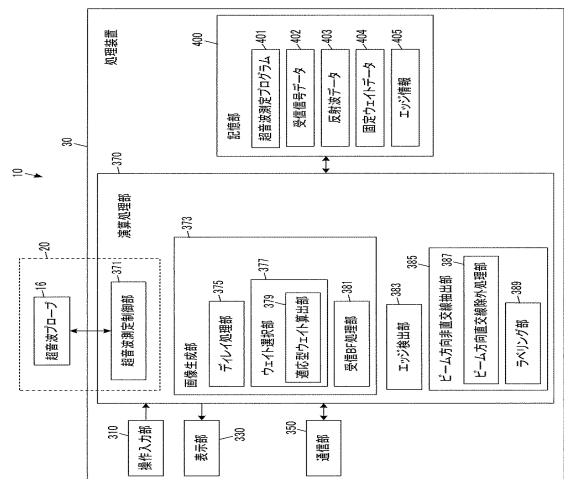 10
30
処理装置
20
16
超音波プローブ
371
超音波測定制御部
370
演算処理部
373
画像生成部
375
ディレイ処理部
377
ウェイト選択部
379
適応型ウェイト算出部
381
受信BF処理部
383
エッジ検出部
385
ビーム方向非直交線抽出部
387
ビーム方向直交線除外処理部
389
ラベリング部
310
操作入力部
330
表示部
350
通信部
400
記憶部
401
超音波測定プログラム
402
受信信号データ
403
反射波データ
404
固定ウェイトデータ
405
エッジ情報